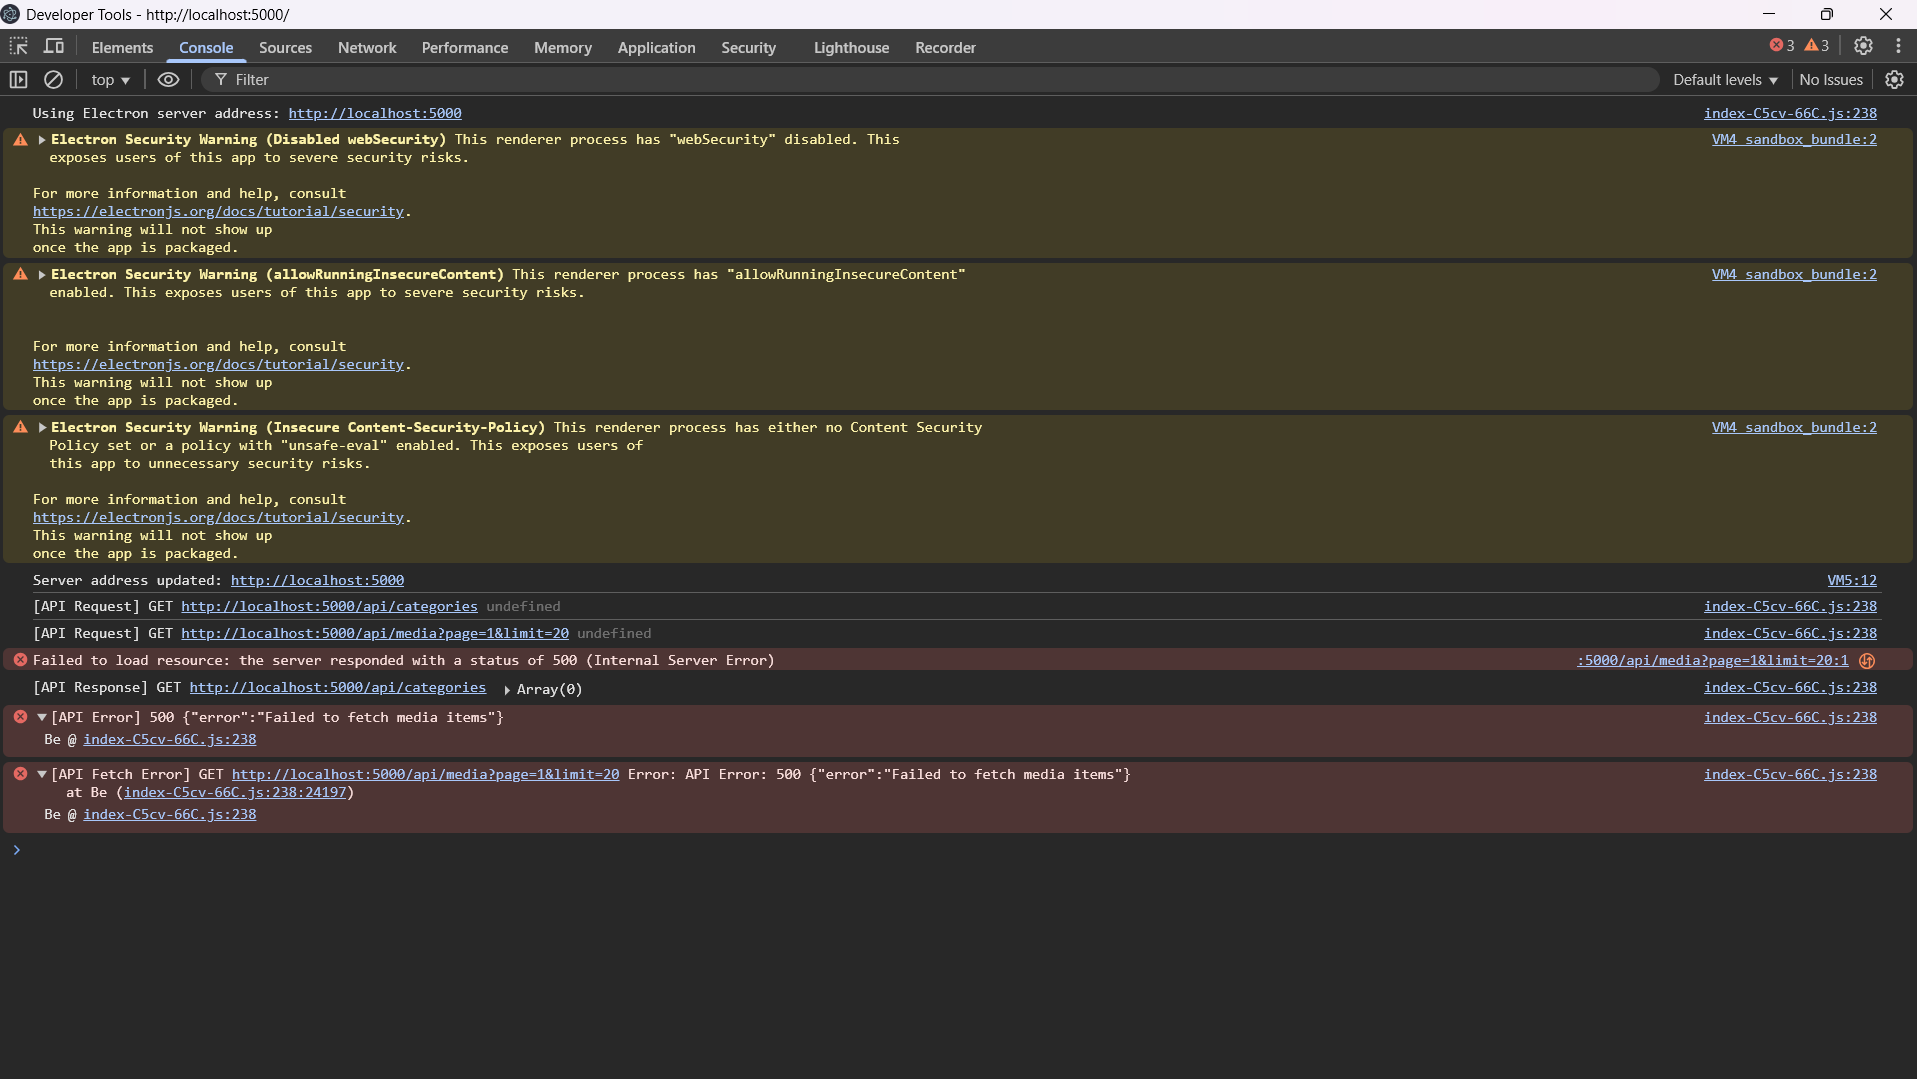 Developer Tools - http://localhost:5000/
Elements Console Sources Network Performance Memory Application Security Lighthouse Recorder 3 3
top Filter Default levels No Issues
Using Electron server address: http://localhost:5000 index-C5cv-66C.js:238
Electron Security Warning (Disabled webSecurity) This renderer process has "webSecurity" disabled. This VM4 sandbox_bundle:2
exposes users of this app to severe security risks.
For more information and help, consult
https://electronjs.org/docs/tutorial/security.
This warning will not show up
once the app is packaged.
Electron Security Warning (allowRunningInsecureContent) This renderer process has "allowRunningInsecureContent" VM4 sandbox_bundle:2
enabled. This exposes users of this app to severe security risks.
For more information and help, consult
https://electronjs.org/docs/tutorial/security.
This warning will not show up
once the app is packaged.
Electron Security Warning (Insecure Content-Security-Policy) This renderer process has either no Content Security VM4 sandbox_bundle:2
Policy set or a policy with "unsafe-eval" enabled. This exposes users of
this app to unnecessary security risks.
For more information and help, consult
https://electronjs.org/docs/tutorial/security.
This warning will not show up
once the app is packaged.
Server address updated: http://localhost:5000 VM5:12
[API Request] GET http://localhost:5000/api/categories undefined index-C5cv-66C.js:238
[API Request] GET http://localhost:5000/api/media?page=1&limit=20 undefined index-C5cv-66C.js:238
Failed to load resource: the server responded with a status of 500 (Internal Server Error) :5000/api/media?page=1&limit=20:1
[API Response] GET http://localhost:5000/api/categories Array(0) index-C5cv-66C.js:238
[API Error] 500 {"error":"Failed to fetch media items"} index-C5cv-66C.js:238
Be @ index-C5cv-66C.js:238
[API Fetch Error] GET http://localhost:5000/api/media?page=1&limit=20 Error: API Error: 500 {"error":"Failed to fetch media items"} index-C5cv-66C.js:238
at Be (index-C5cv-66C.js:238:24197)
Be @ index-C5cv-66C.js:238